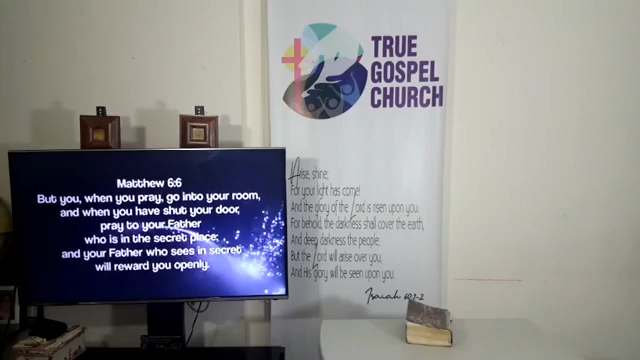 Matthew 6:6
But you, when you pray, go into your room,
and when you have shut your door,
pray to your Father
who is in the secret place;
and your Father who sees in secret
will reward you openly.
TRUE
GOSPEL
CHURCH
Arise, shine;
For your light has come!
And the glory of the Lord is risen upon you.
For behold, the darkness shall cover the earth,
And deep darkness the people;
But the Lord will arise over you,
And His glory will be seen upon you.
Isaiah 60:1-2